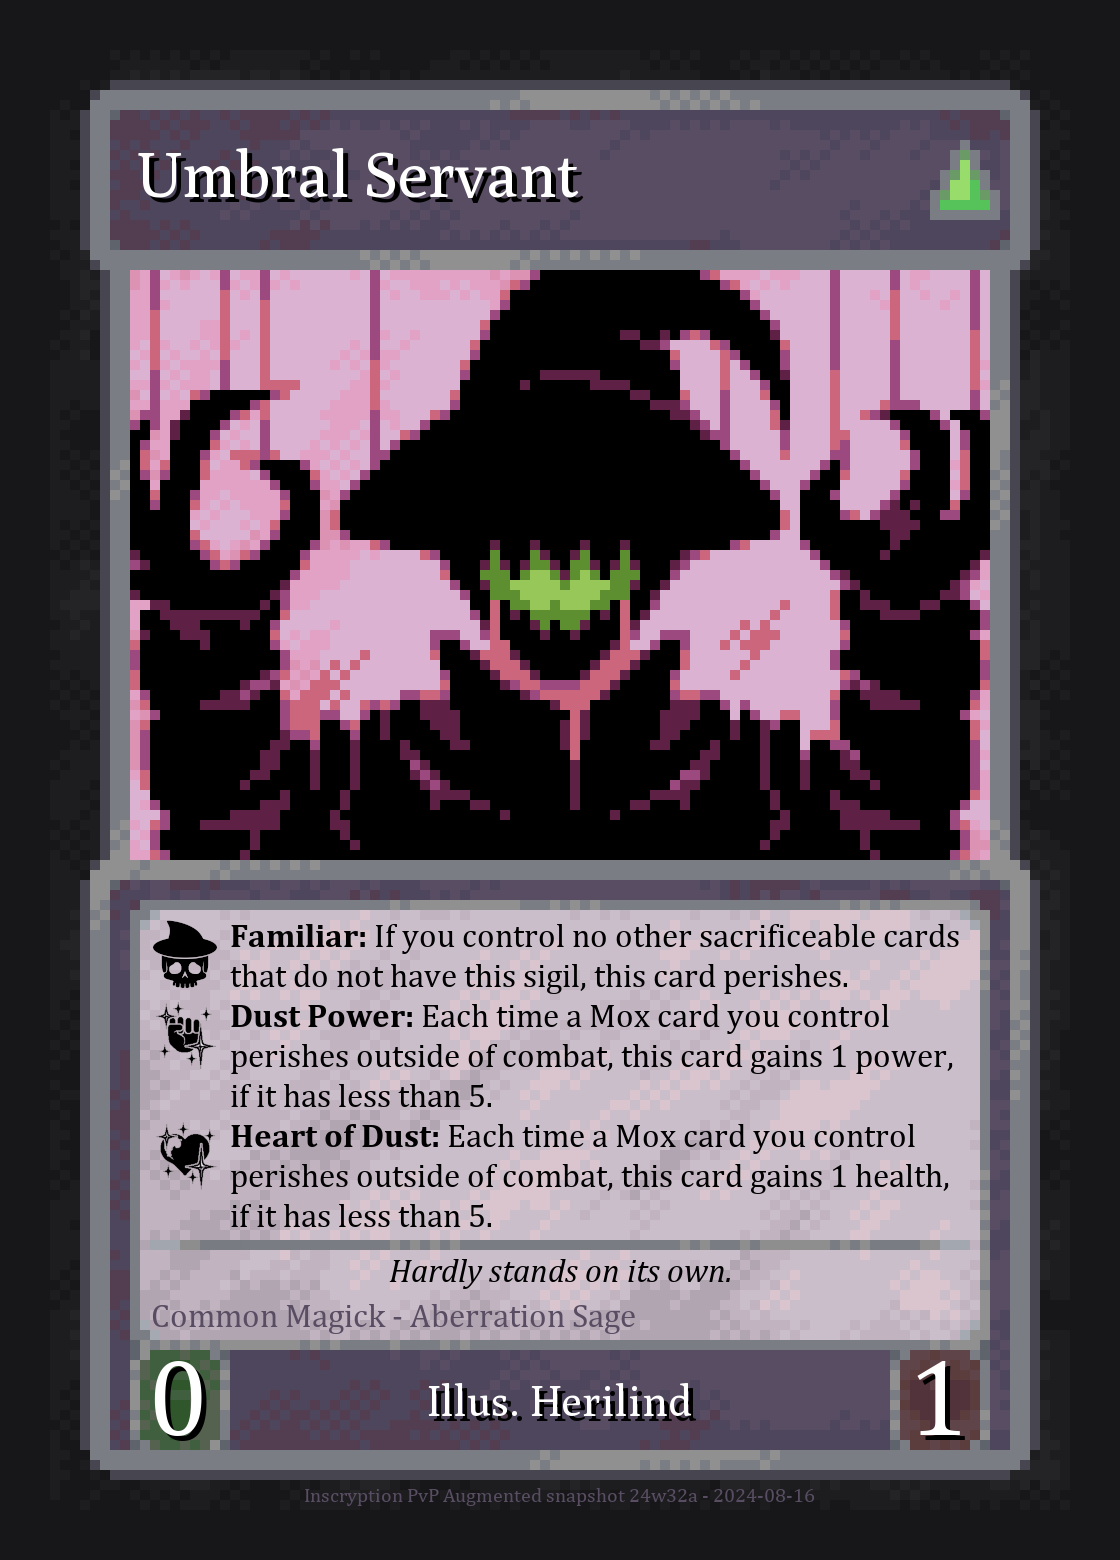 Umbral Servant
Familiar: If you control no other sacrificeable cards
that do not have this sigil, this card perishes.
Dust Power: Each time a Mox card you control
perishes outside of combat, this card gains 1 power,
if it has less than 5.
Heart of Dust: Each time a Mox card you control
perishes outside of combat, this card gains 1 health,
if it has less than 5.
Hardly stands on its own.
Common Magick - Aberration Sage
0
Illus. Herilind
1
Inscryption PvP Augmented snapshot 24w32a - 2024-08-16